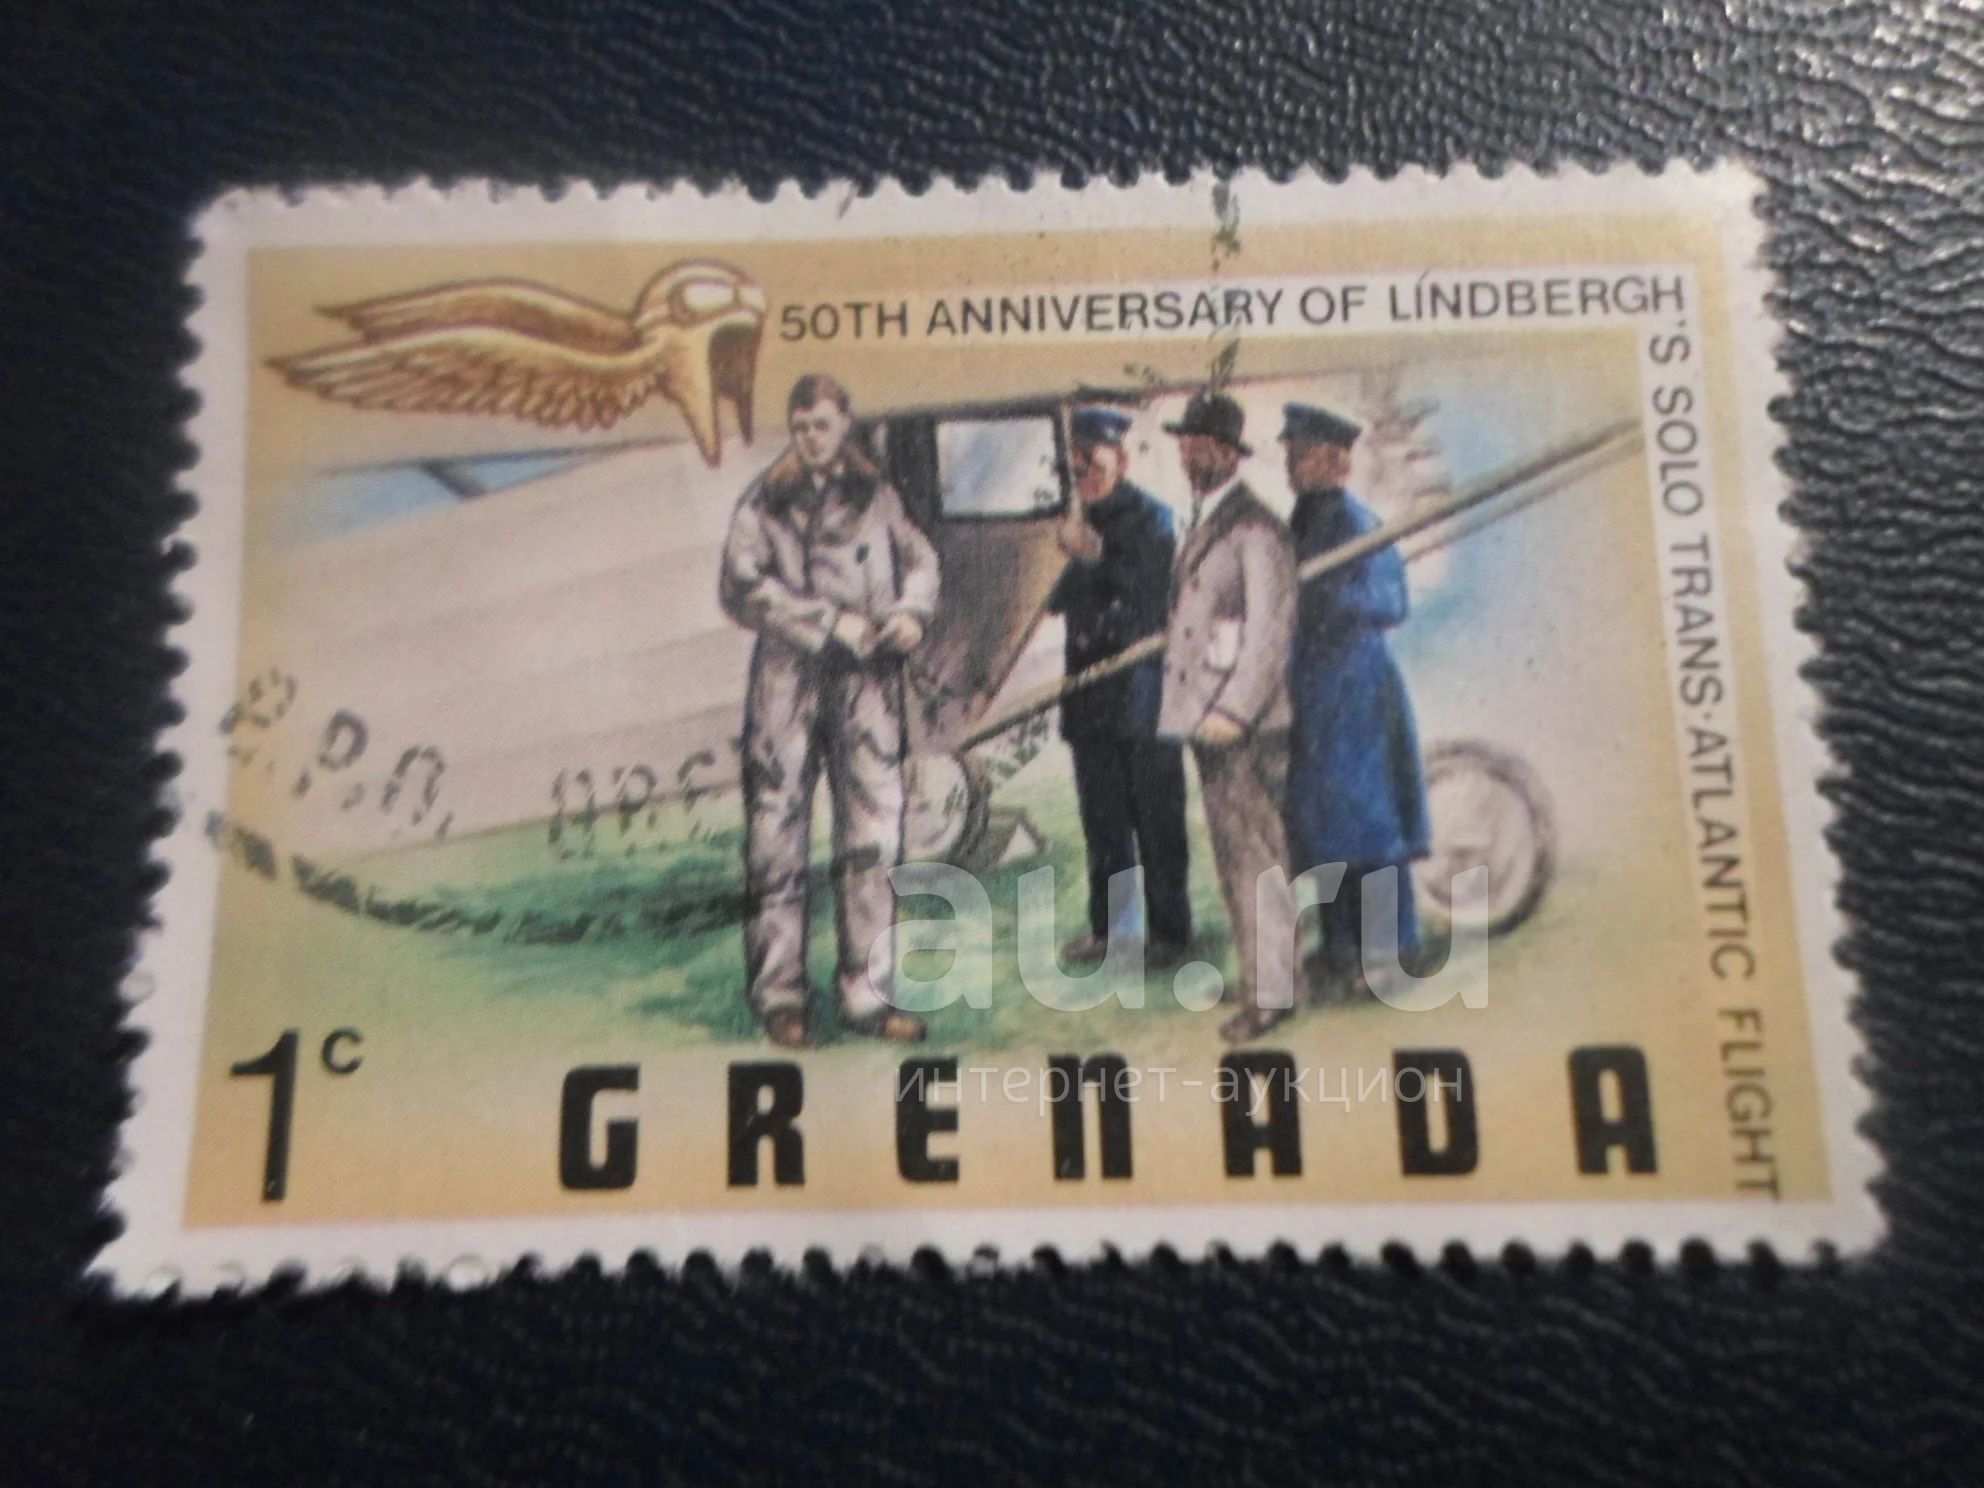 50TH ANNIVERSARY OF LINDBERGH'S SOLO TRANS-ATLANTIC FLIGHT
1c
GRENADA
au.ru
интернет-аукцион